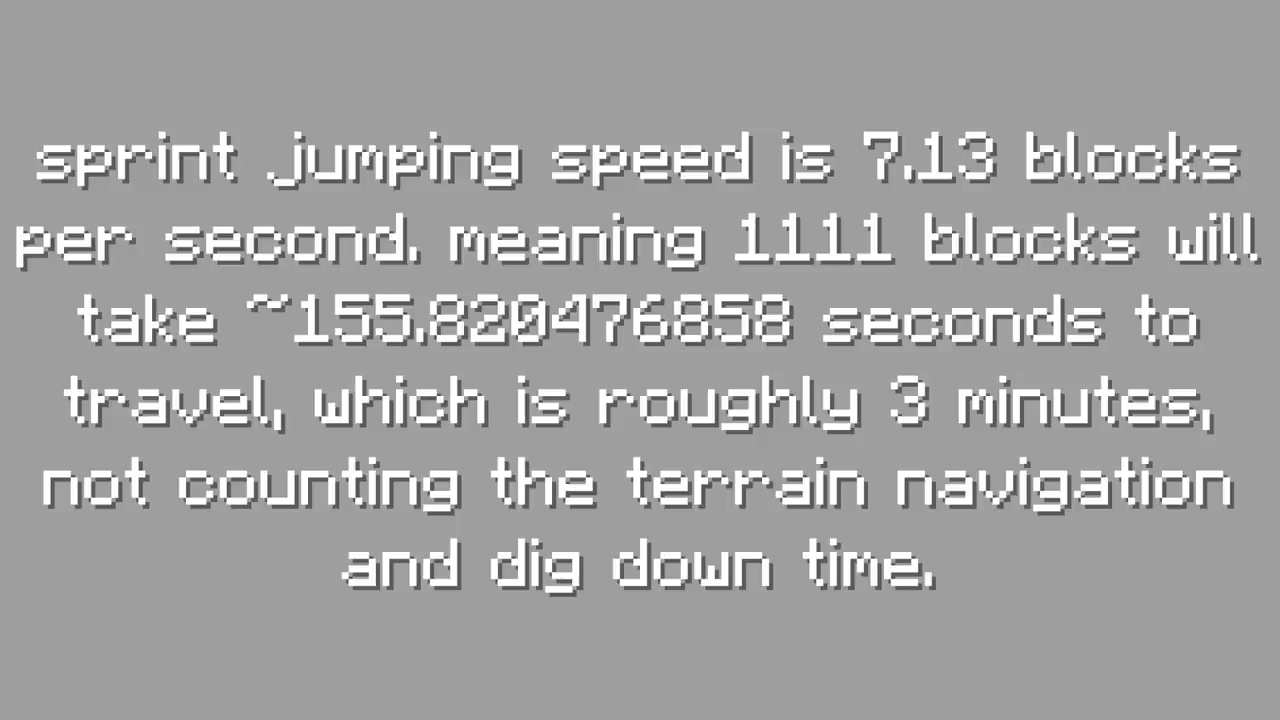 sprint jumping speed is 7.13 blocks
per second. meaning 1111 blocks will
take ~155.820476858 seconds to
travel, which is roughly 3 minutes,
not counting the terrain navigation
and dig down time.